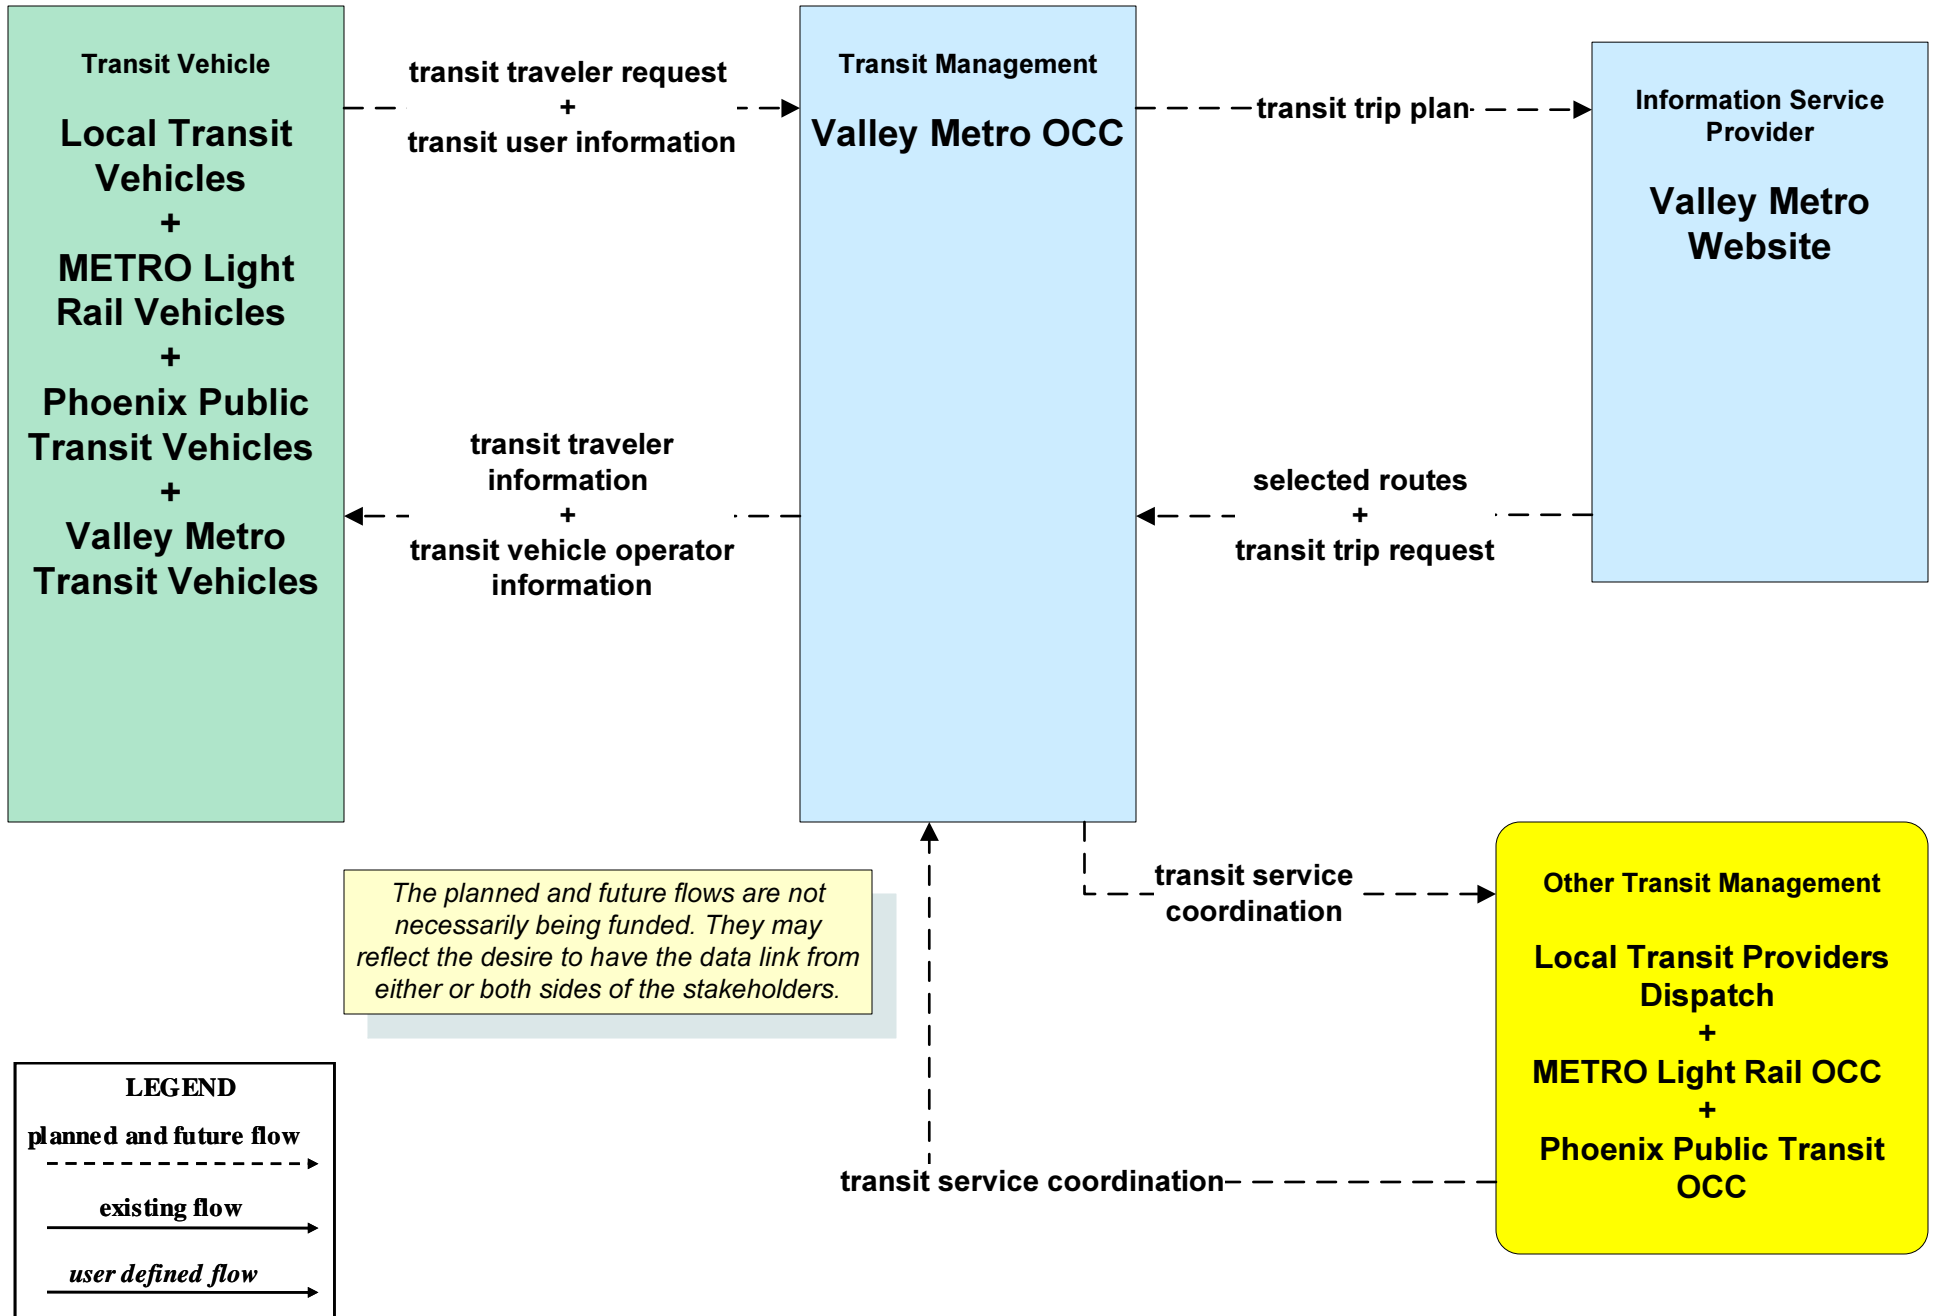 Transit Vehicle
Local Transit
Vehicles
+
METRO Light
Rail Vehicles
+
Phoenix Public
Transit Vehicles
+
Valley Metro
Transit Vehicles
transit traveler request
+
transit user information
transit traveler
information
+
transit vehicle operator
information
Transit Management
Valley Metro OCC
transit trip plan
selected routes
+
transit trip request
Information Service
Provider
Valley Metro
Website
transit service
coordination
Other Transit Management
Local Transit Providers
Dispatch
+
METRO Light Rail OCC
+
Phoenix Public Transit
OCC
transit service coordination
The planned and future flows are not
necessarily being funded. They may
reflect the desire to have the data link from
either or both sides of the stakeholders.
LEGEND
planned and future flow
existing flow
user defined flow